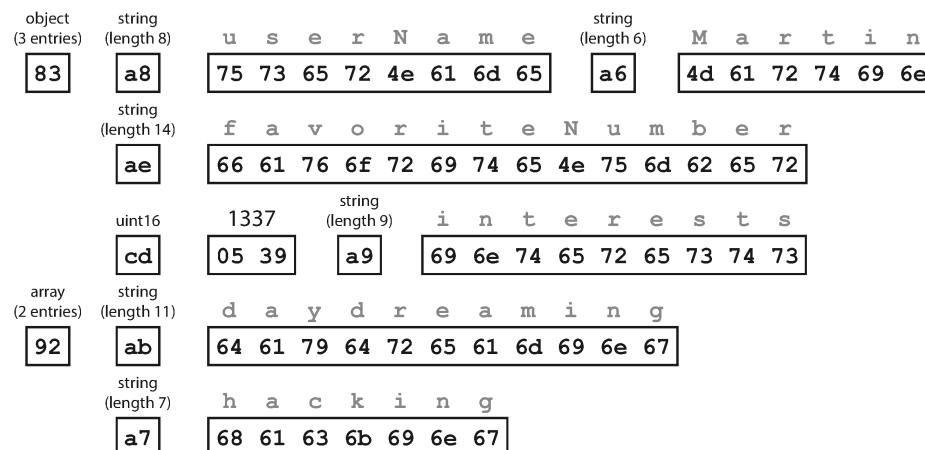 object string string
(3 entries) (length 8) u s e r N a m e (length 6) M a r t i n
83 a8 75 73 65 72 4e 61 6d 65 a6 4d 61 72 74 69 6e
string
(length 14) f a v o r i t e N u m b e r
ae 66 61 76 6f 72 69 74 65 4e 75 6d 62 65 72
string
uint16 1337 (length 9) i n t e r e s t s
cd 05 39 a9 69 6e 74 65 72 65 73 74 73
array string
(2 entries) (length 11) d a y d r e a m i n g
92 ab 64 61 79 64 72 65 61 6d 69 6e 67
string
(length 7) h a c k i n g
a7 68 61 63 6b 69 6e 67